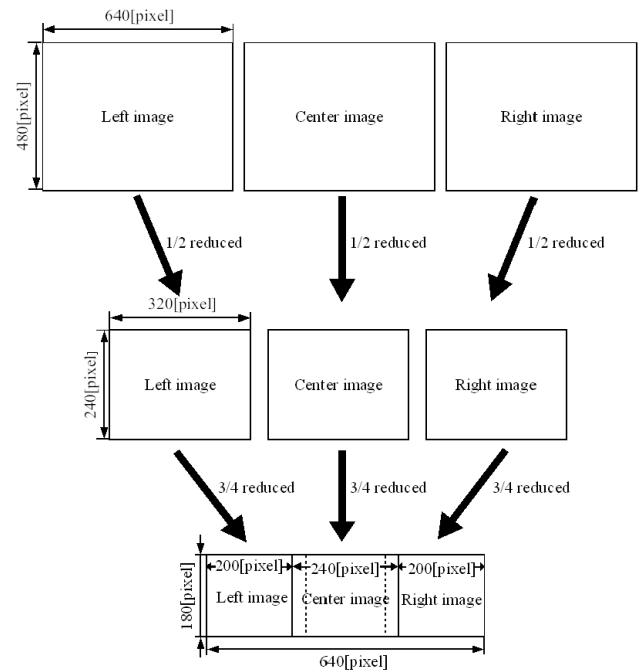 640[pixel]
480[pixel]
Left image
Center image
Right image
1/2 reduced
1/2 reduced
1/2 reduced
320[pixel]
240[pixel]
Left image
Center image
Right image
3/4 reduced
3/4 reduced
3/4 reduced
180[pixel]
200[pixel]
240[pixel]
200[pixel]
Left image
Center image
Right image
640[pixel]